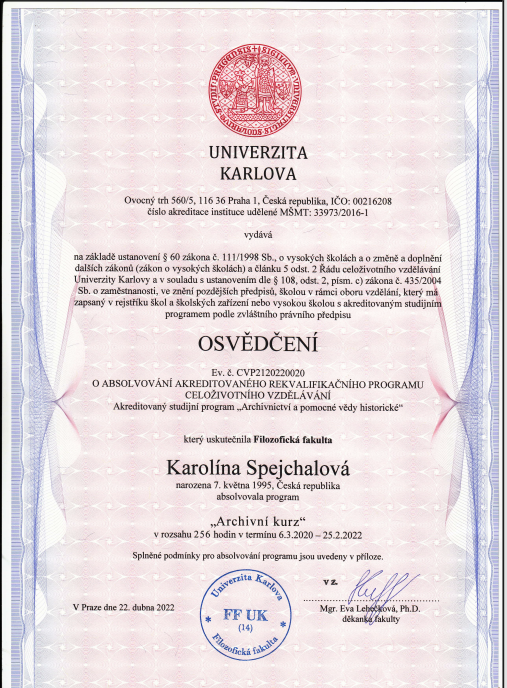 UNIVERZITA
KARLOVA
Ovocný trh 560/5, 116 36 Praha 1, Česká republika, IČO: 00216208
číslo akreditace instituce udělené MŠMT: 33973/2016-1
vydává
na základě ustanovení § 60 zákona č. 111/1998 Sb., o vysokých školách a o změně a doplnění
dalších zákonů (zákon o vysokých školách) a článku 5 odst. 2 Řádu celoživotního vzdělávání
Univerzity Karlovy a v souladu s ustanovením dle § 108, odst. 2, písm. c) zákona č. 435/2004
Sb. o zaměstnanosti, ve znění pozdějších předpisů, školou v rámci oboru vzdělání, který má
zapsaný v rejstříku škol a školských zařízení nebo vysokou školou s akreditovaným studijním
programem podle zvláštního právního předpisu
OSVĚDČENÍ
Ev. č. CVP2120220020
O ABSOLVOVÁNÍ AKREDITOVANÉHO REKVALIFIKAČNÍHO PROGRAMU
CELOŽIVOTNÍHO VZDĚLÁVÁNÍ
Akreditovaný studijní program „Archivnictví a pomocné vědy historické“
který uskutečnila Filozofická fakulta
Karolína Spejchalová
narozena 7. května 1995, Česká republika
absolvovala program
„Archivní kurz“
v rozsahu 256 hodin v termínu 6.3.2020 – 25.2.2022
Splněné podmínky pro absolvování programu jsou uvedeny v příloze.
Univerzita Karlova
FF UK
(14)
Filozofická fakulta
V Praze dne 22. dubna 2022
v z.
Mgr. Eva Lehečková, Ph.D.
děkanka fakulty